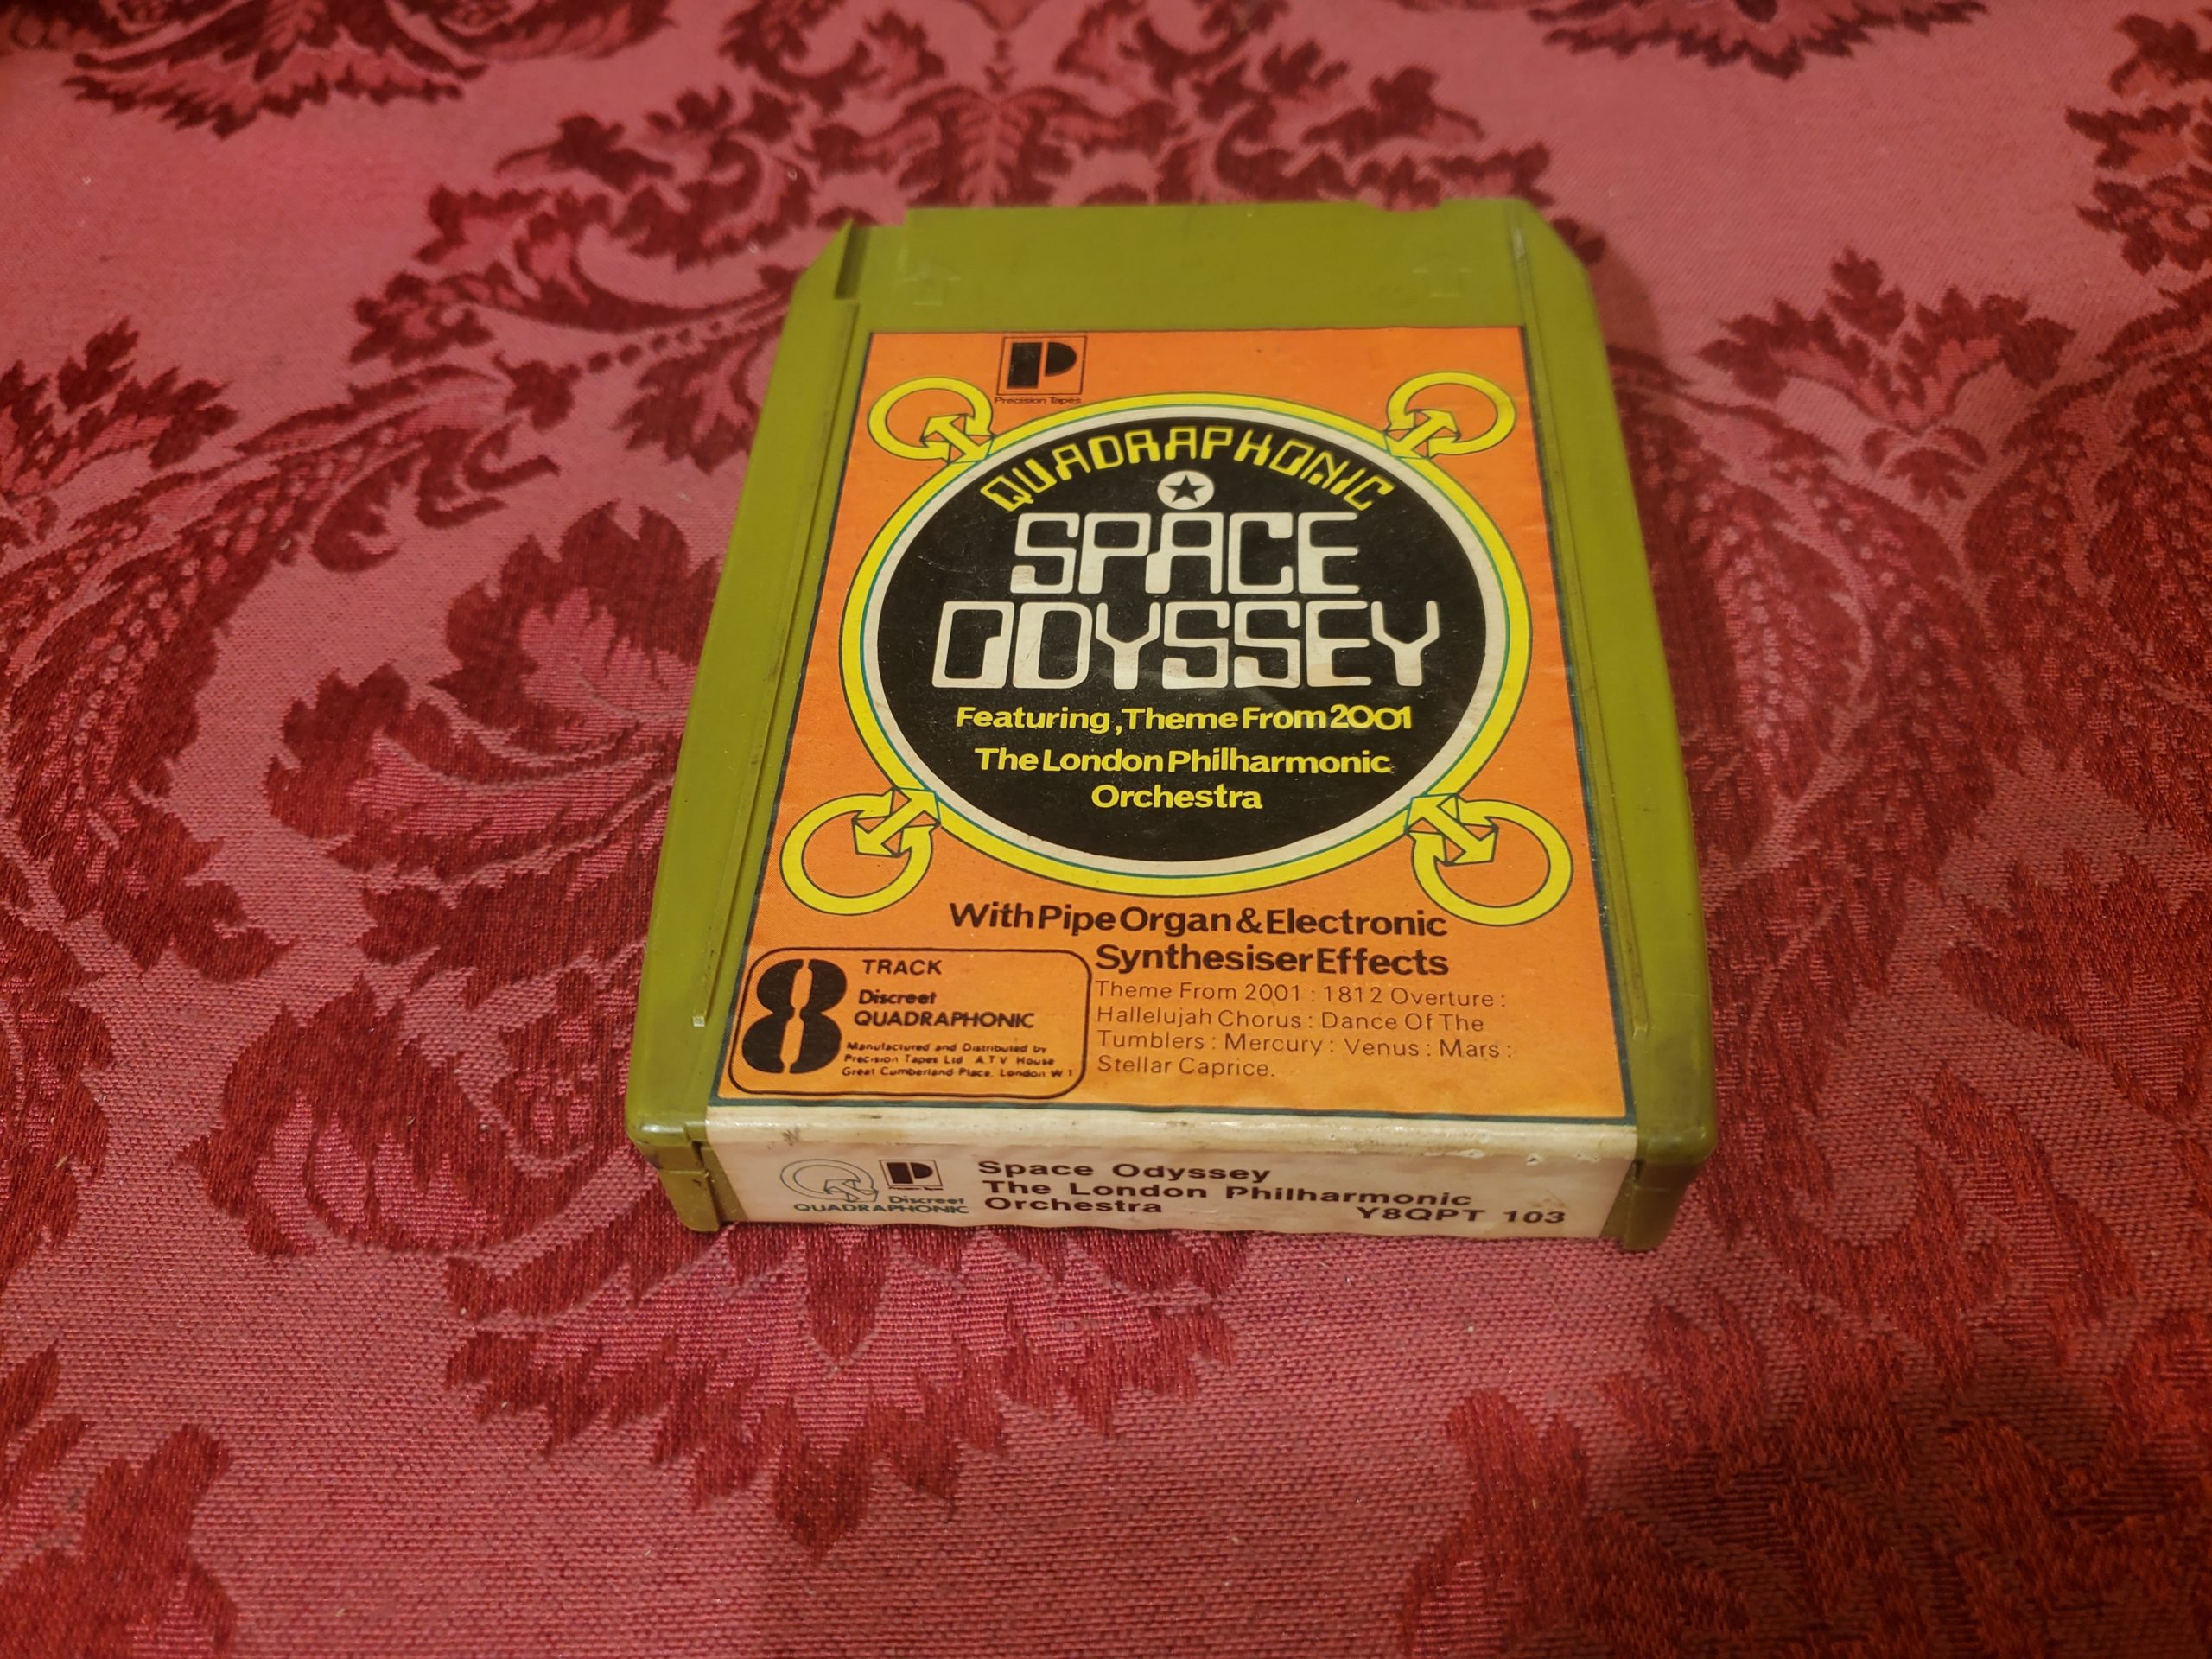 P
Precision Tapes
QUADRAPHONIC
SPACE
ODYSSEY
Featuring, Theme From 2001
The London Philharmonic
Orchestra
With Pipe Organ & Electronic
Synthesiser Effects
8
TRACK
Discreet
QUADRAPHONIC
Manufactured and Distributed by
Precision Tapes Ltd A.T.V House
Great Cumberland Place, London W 1
Theme From 2001 : 1812 Overture :
Hallelujah Chorus : Dance Of The
Tumblers : Mercury : Venus : Mars :
Stellar Caprice.
P
Discreet
QUADRAPHONIC
Space Odyssey
The London Philharmonic
Orchestra
Y8QPT 103